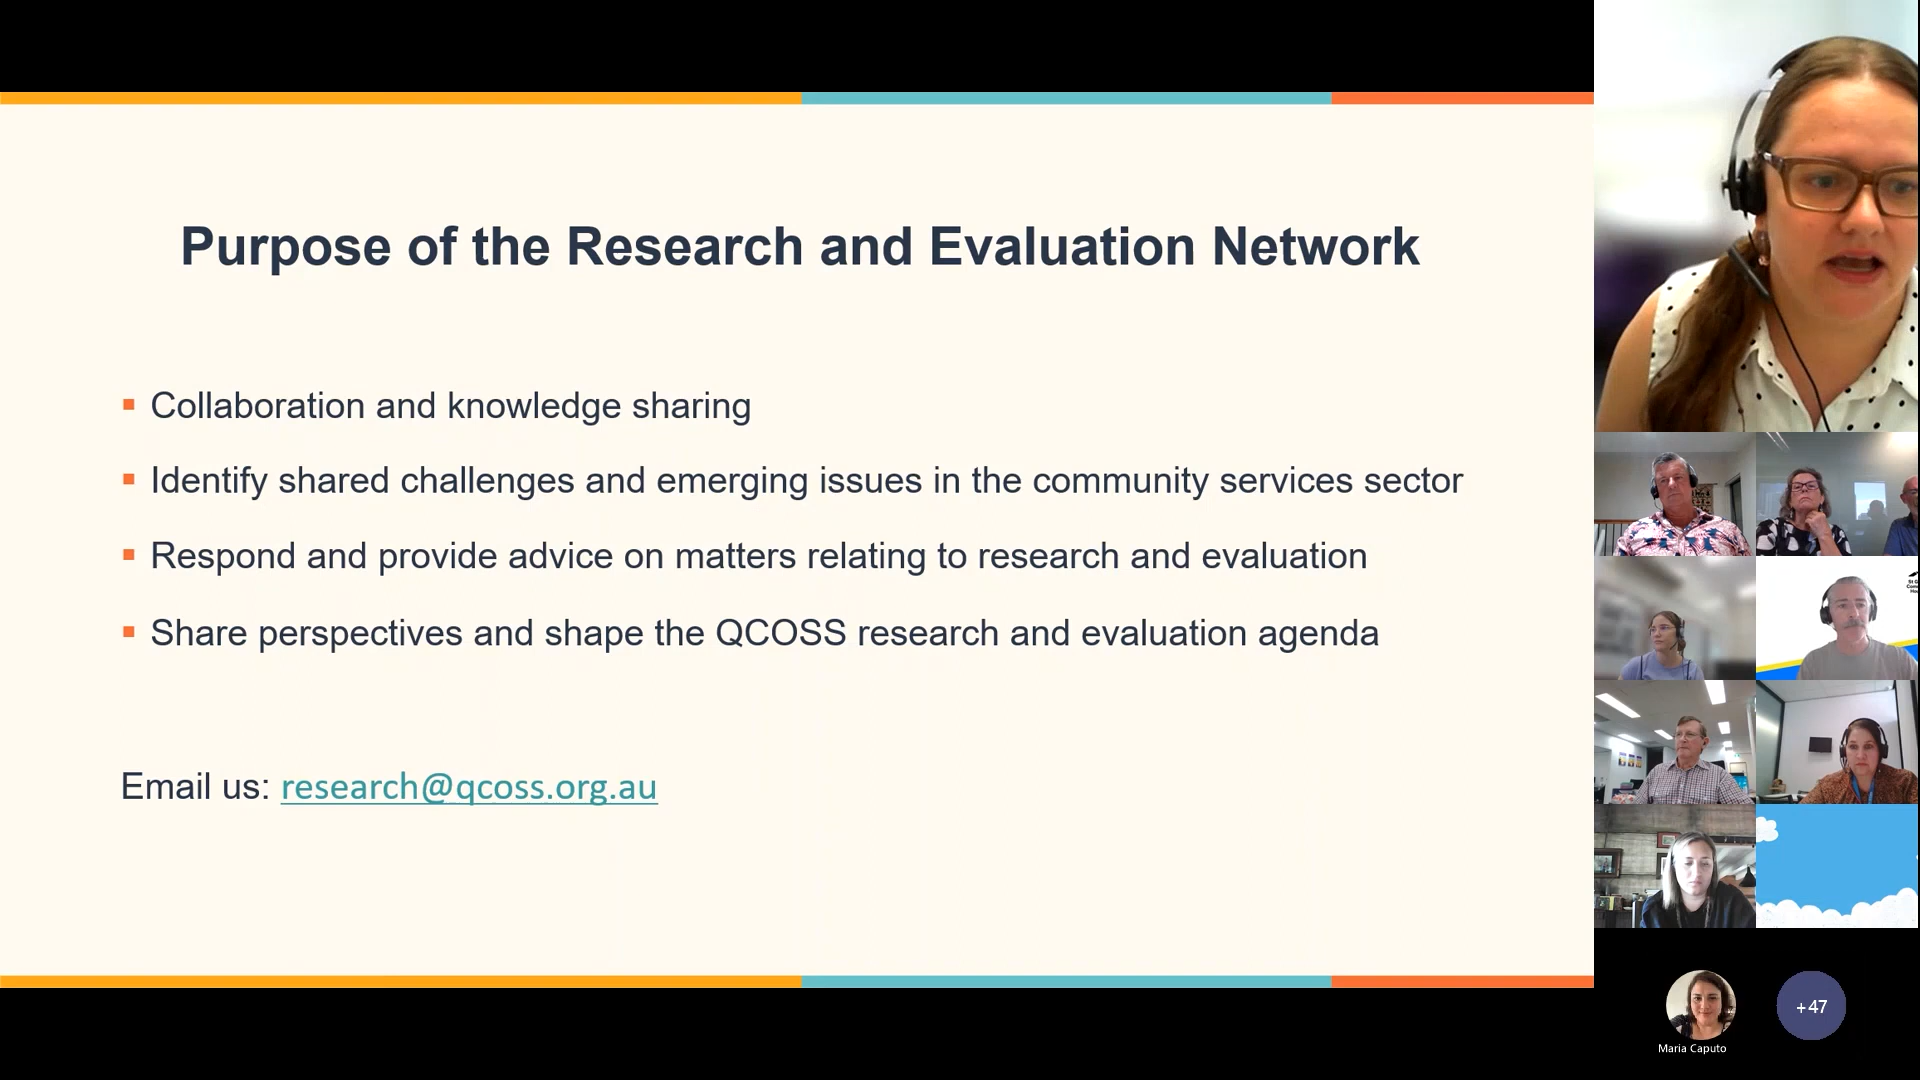 Purpose of the Research and Evaluation Network
Collaboration and knowledge sharing
Identify shared challenges and emerging issues in the community services sector
Respond and provide advice on matters relating to research and evaluation
Share perspectives and shape the QCOSS research and evaluation agenda
Email us: research@qcoss.org.au
Maria Caputo
+47